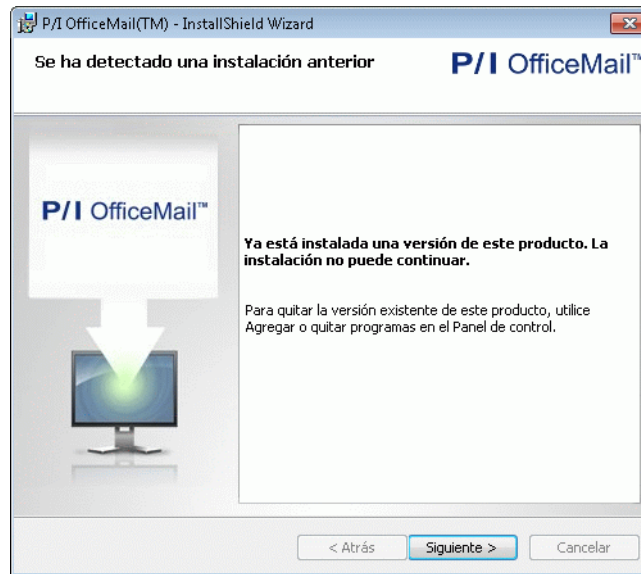 P/I OfficeMail(TM) - InstallShield Wizard
Se ha detectado una instalación anterior
P/I OfficeMail™
P/I OfficeMail™
Ya está instalada una versión de este producto. La
instalación no puede continuar.
Para quitar la versión existente de este producto, utilice
Agregar o quitar programas en el Panel de control.
< Atrás
Siguiente >
Cancelar